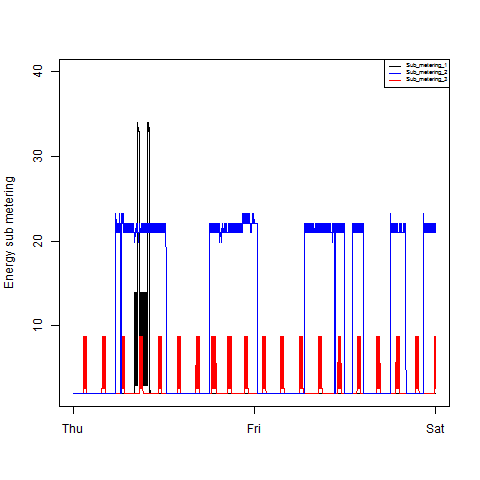 Sub_metering_1
Sub_metering_2
Sub_metering_3
40
30
20
10
Energy sub metering
Thu Fri Sat